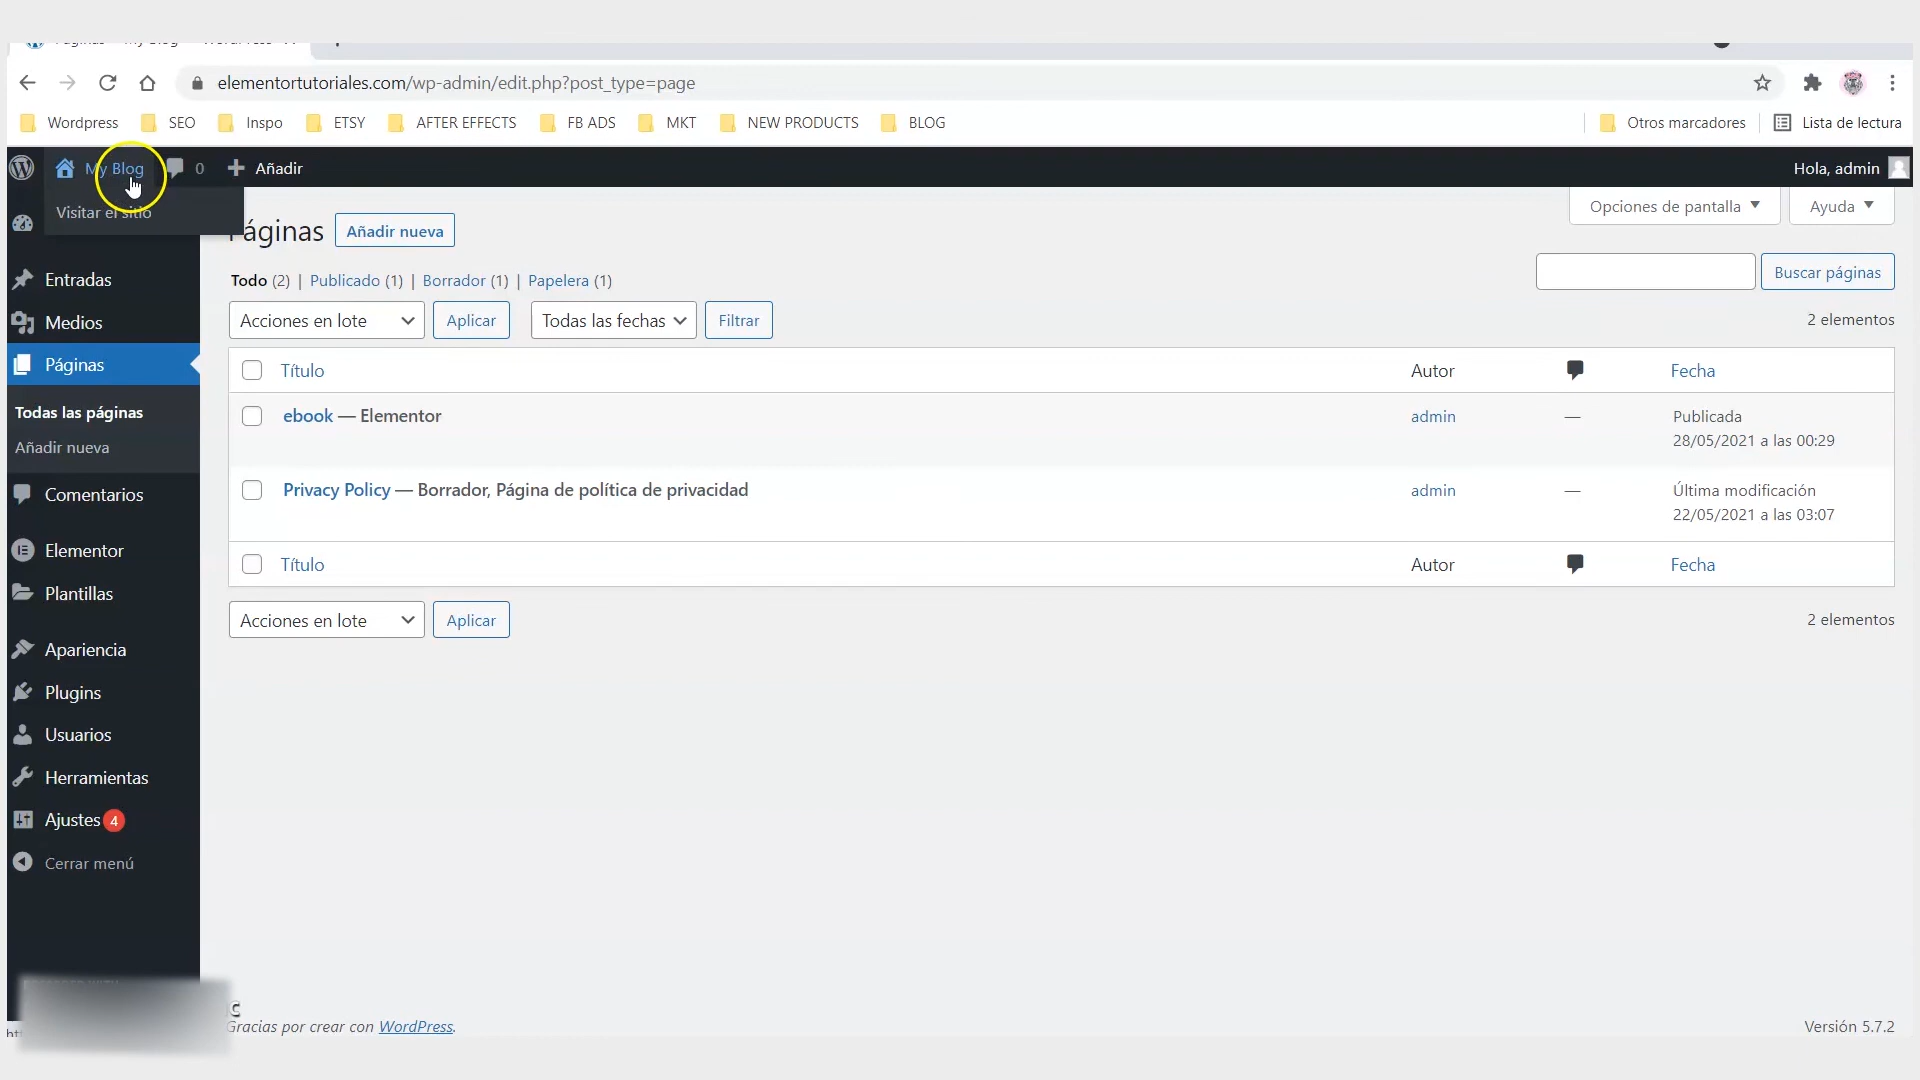 elementortutoriales.com/wp-admin/edit.php?post_type=page
Wordpress SEO Inspo ETSY AFTER EFFECTS FB ADS MKT NEW PRODUCTS BLOG Otros marcadores Lista de lectura
My Blog 0 Añadir Hola, admin
Visitar el sitio
Páginas Añadir nueva Opciones de pantalla Ayuda
Todo (2) | Publicado (1) | Borrador (1) | Papelera (1) Buscar páginas
Acciones en lote Aplicar Todas las fechas Filtrar 2 elementos
Título Autor Fecha
ebook — Elementor admin — Publicada
28/05/2021 a las 00:29
Privacy Policy — Borrador, Página de política de privacidad admin — Última modificación
22/05/2021 a las 03:07
Título Autor Fecha
Acciones en lote Aplicar 2 elementos
Entradas
Medios
Páginas
Todas las páginas
Añadir nueva
Comentarios
Elementor
Plantillas
Apariencia
Plugins
Usuarios
Herramientas
Ajustes 4
Cerrar menú
Gracias por crear con WordPress. Versión 5.7.2